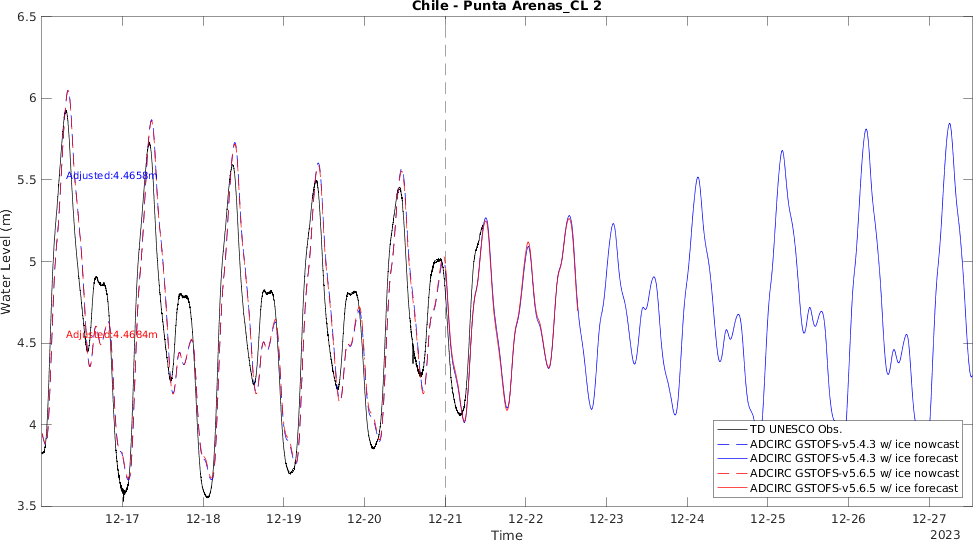 Chile - Punta Arenas_CL 2
6.5
6
5.5
5
4.5
4
3.5
Water Level (m)
Adjusted:4.4658m
Adjusted:4.4684m
TD UNESCO Obs.
ADCIRC GSTOFS-v5.4.3 w/ ice nowcast
ADCIRC GSTOFS-v5.4.3 w/ ice forecast
ADCIRC GSTOFS-v5.6.5 w/ ice nowcast
ADCIRC GSTOFS-v5.6.5 w/ ice forecast
12-17 12-18 12-19 12-20 12-21 12-22 12-23 12-24 12-25 12-26 12-27
Time
2023